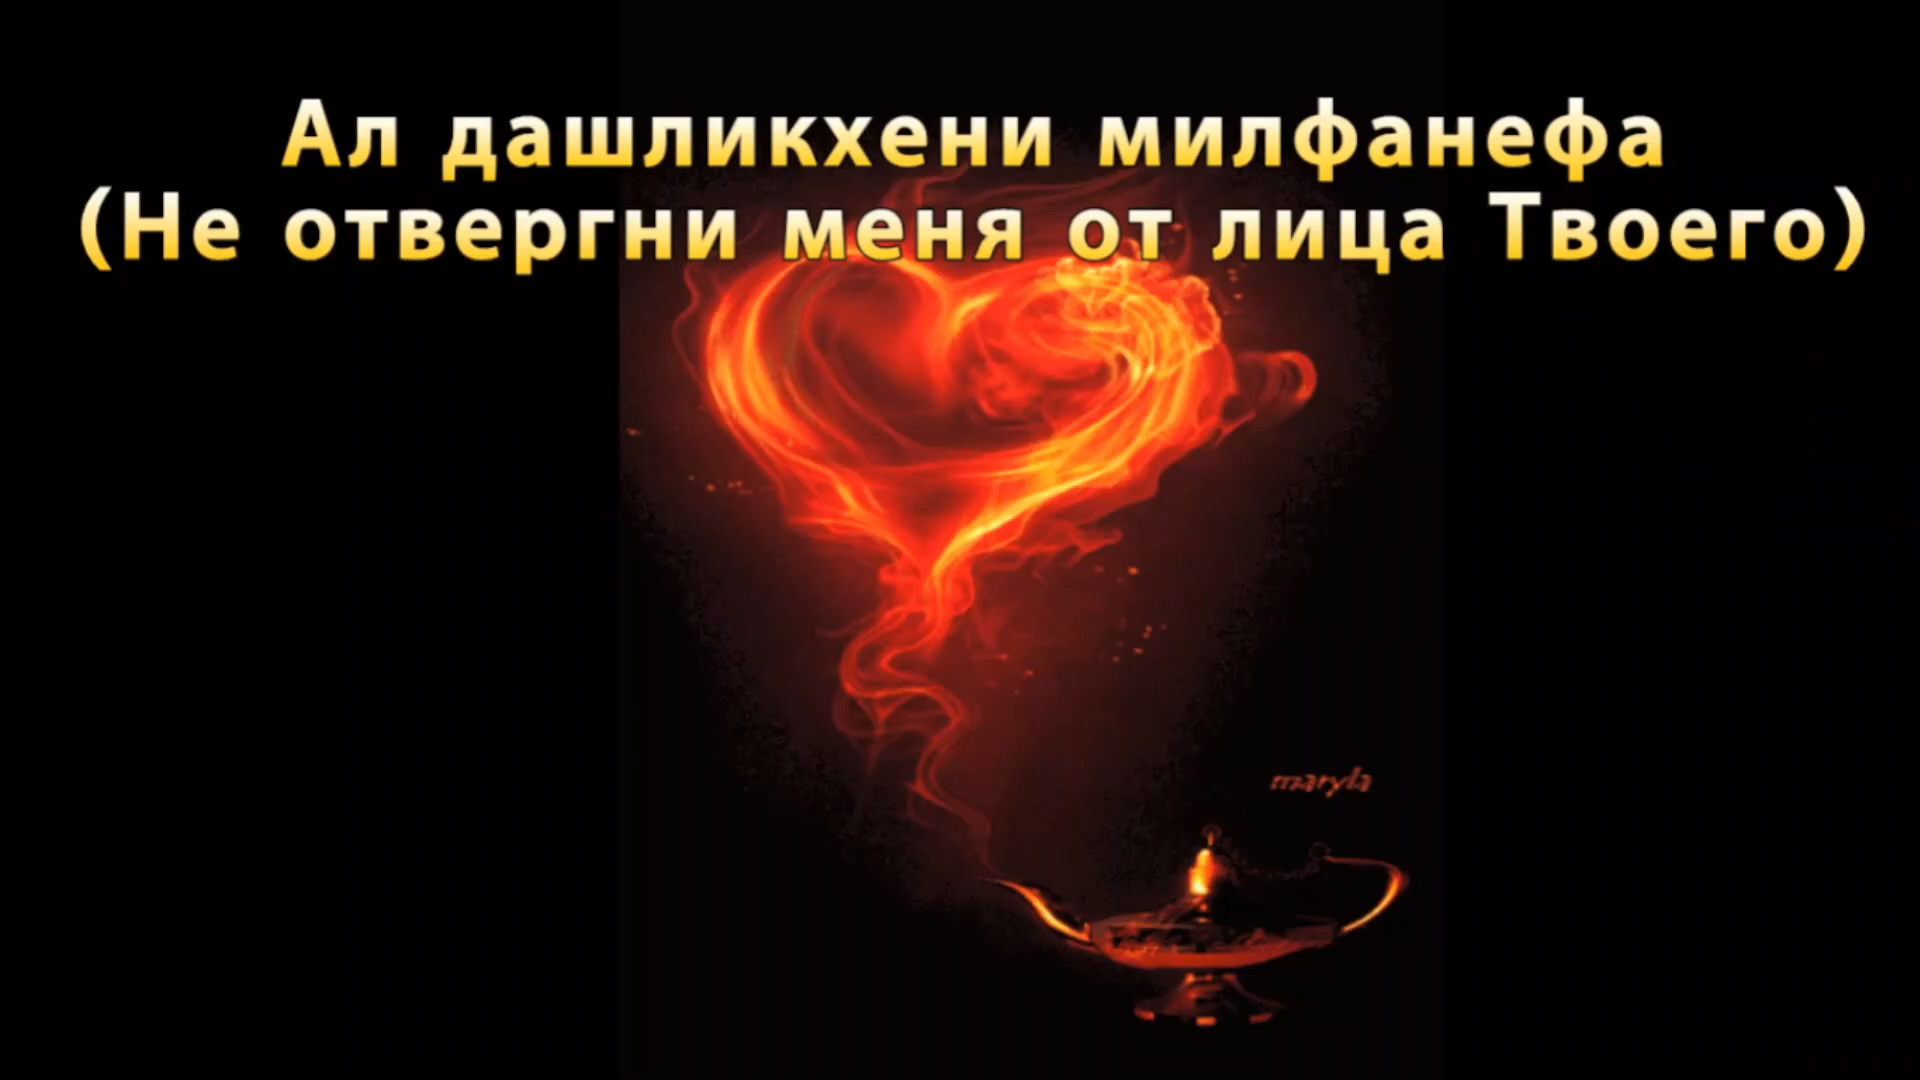 Ал дашликхени милфанефа
(Не отвергни меня от лица Твоего)
maryla